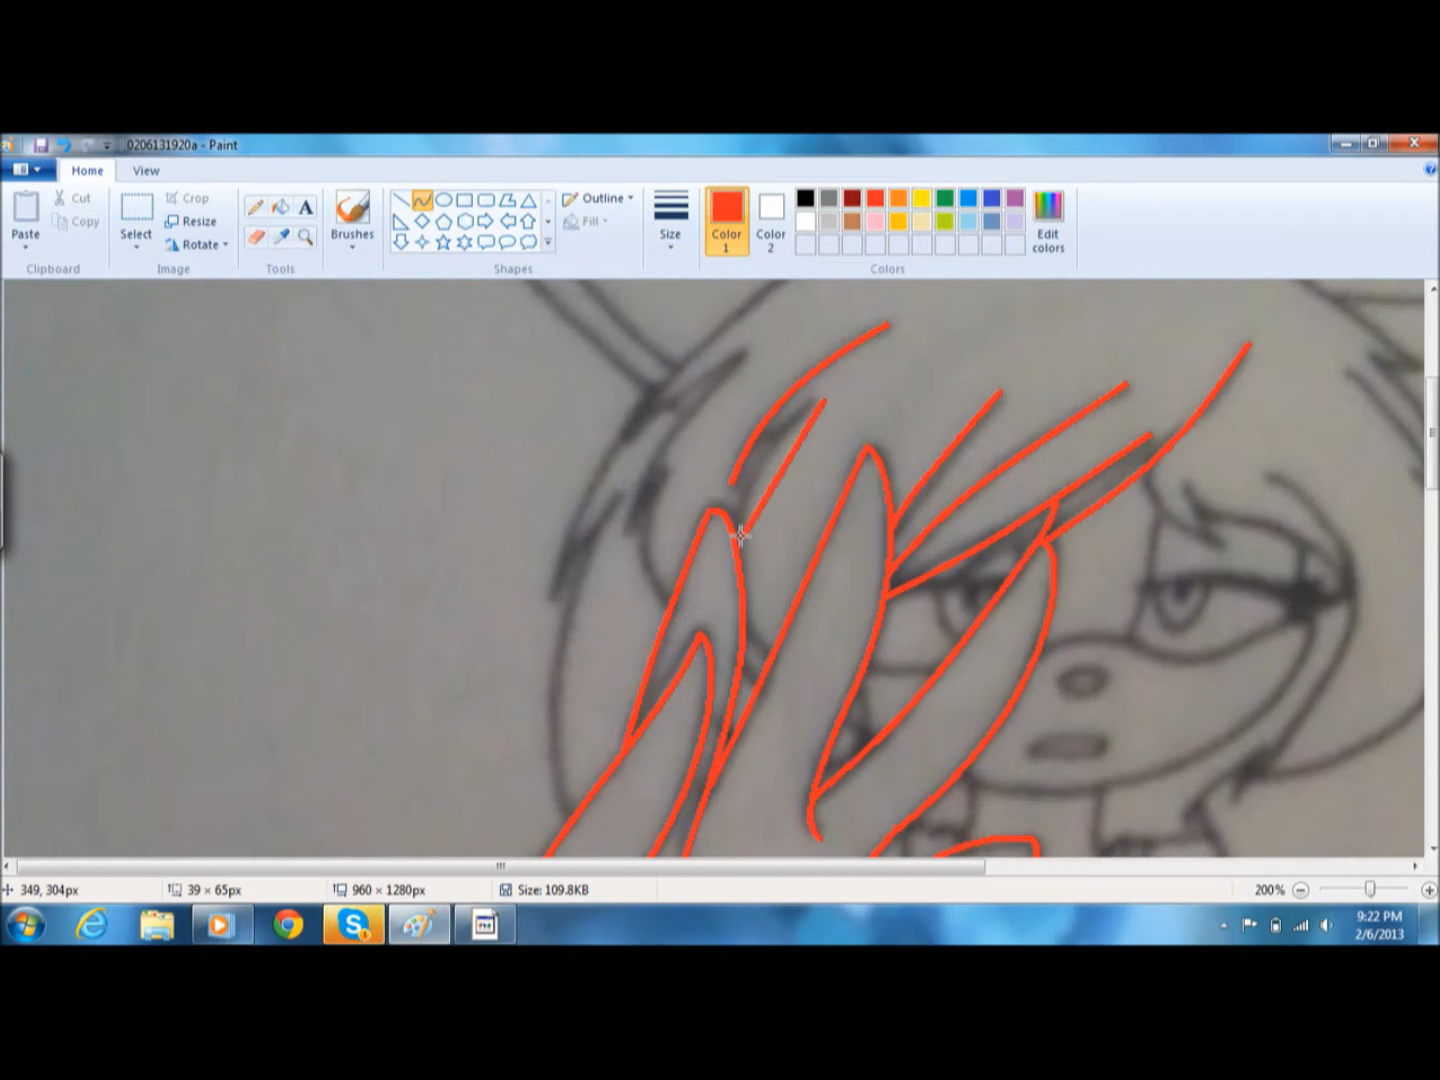 0206131920a - Paint
Home View
Paste
Cut
Copy
Clipboard
Select
Crop
Resize
Rotate
Image
A
Tools
Brushes
Outline
Fill
Shapes
Size
Color 1
Color 2
Edit colors
Colors
349, 304px
39 × 65px
960 × 1280px
Size: 109.8KB
200%
9:22 PM
2/6/2013